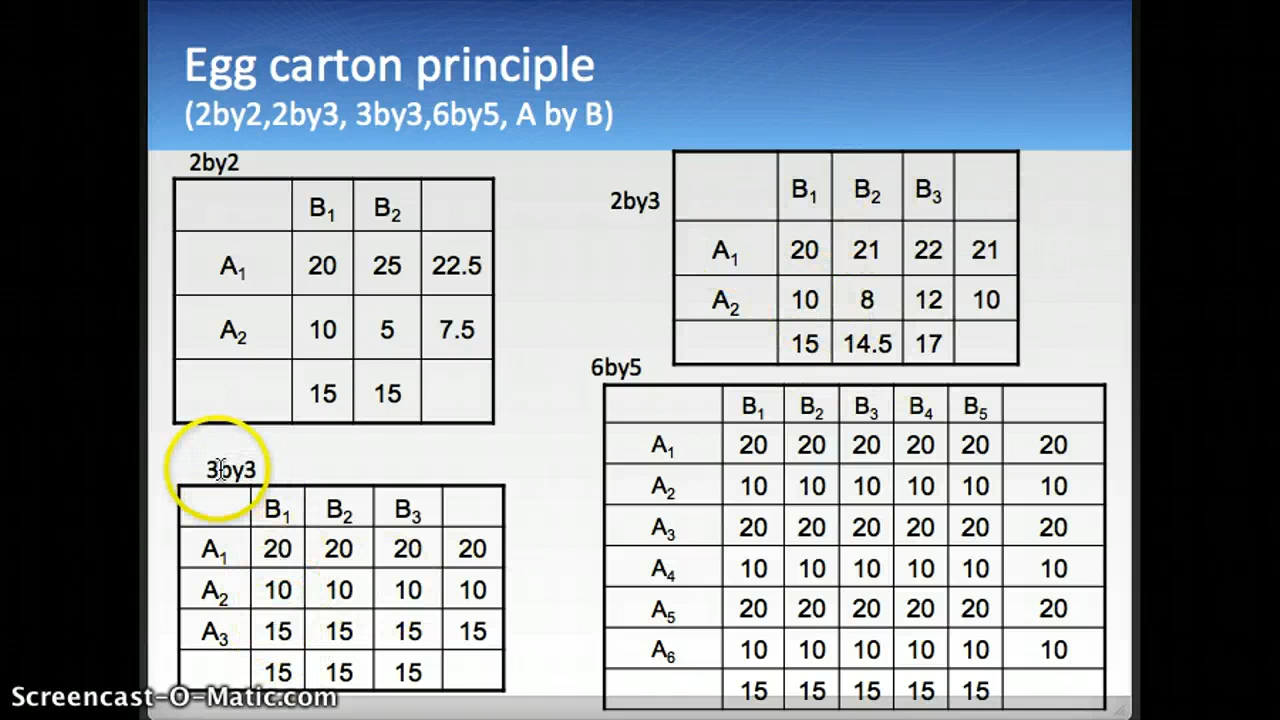 Egg carton principle
(2by2,2by3, 3by3,6by5, A by B)
2by2
B1 B2
A1 20 25 22.5
A2 10 5 7.5
15 15
2by3
B1 B2 B3
A1 20 21 22 21
A2 10 8 12 10
15 14.5 17
3by3
B1 B2 B3
A1 20 20 20 20
A2 10 10 10 10
A3 15 15 15 15
15 15 15
6by5
B1 B2 B3 B4 B5
A1 20 20 20 20 20 20
A2 10 10 10 10 10 10
A3 20 20 20 20 20 20
A4 10 10 10 10 10 10
A5 20 20 20 20 20 20
A6 10 10 10 10 10 10
15 15 15 15 15
Screencast-O-Matic.com